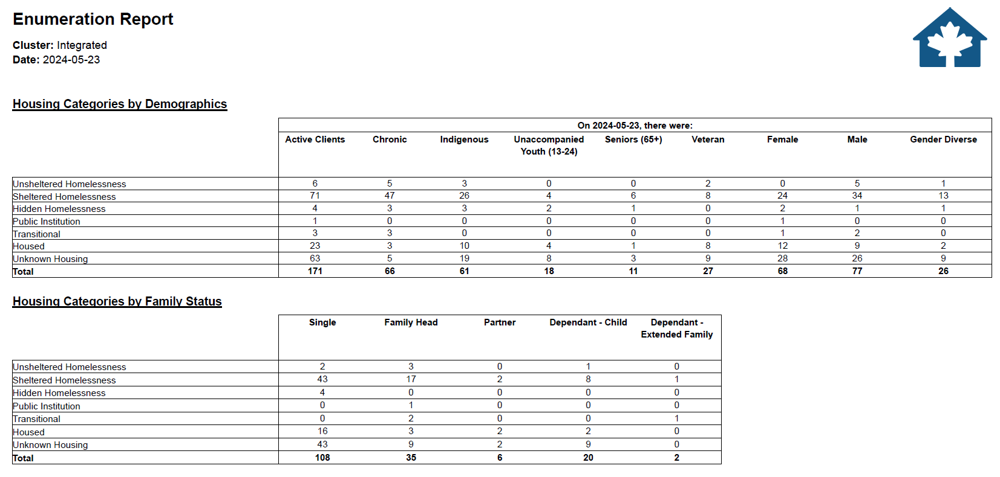 Enumeration Report
Cluster: Integrated
Date: 2024-05-23
Housing Categories by Demographics
On 2024-05-23, there were:
Active Clients Chronic Indigenous Unaccompanied Youth (13-24) Seniors (65+) Veteran Female Male Gender Diverse
Unsheltered Homelessness 6 5 3 0 0 2 0 5 1
Sheltered Homelessness 71 47 26 4 6 8 24 34 13
Hidden Homelessness 4 3 3 2 1 0 2 1 1
Public Institution 1 0 0 0 0 0 1 0 0
Transitional 3 3 0 0 0 0 1 2 0
Housed 23 3 10 4 1 8 12 9 2
Unknown Housing 63 5 19 8 3 9 28 26 9
Total 171 66 61 18 11 27 68 77 26
Housing Categories by Family Status
Single Family Head Partner Dependant - Child Dependant - Extended Family
Unsheltered Homelessness 2 3 0 1 0
Sheltered Homelessness 43 17 2 8 1
Hidden Homelessness 4 0 0 0 0
Public Institution 0 1 0 0 0
Transitional 0 2 0 0 1
Housed 16 3 2 2 0
Unknown Housing 43 9 2 9 0
Total 108 35 6 20 2